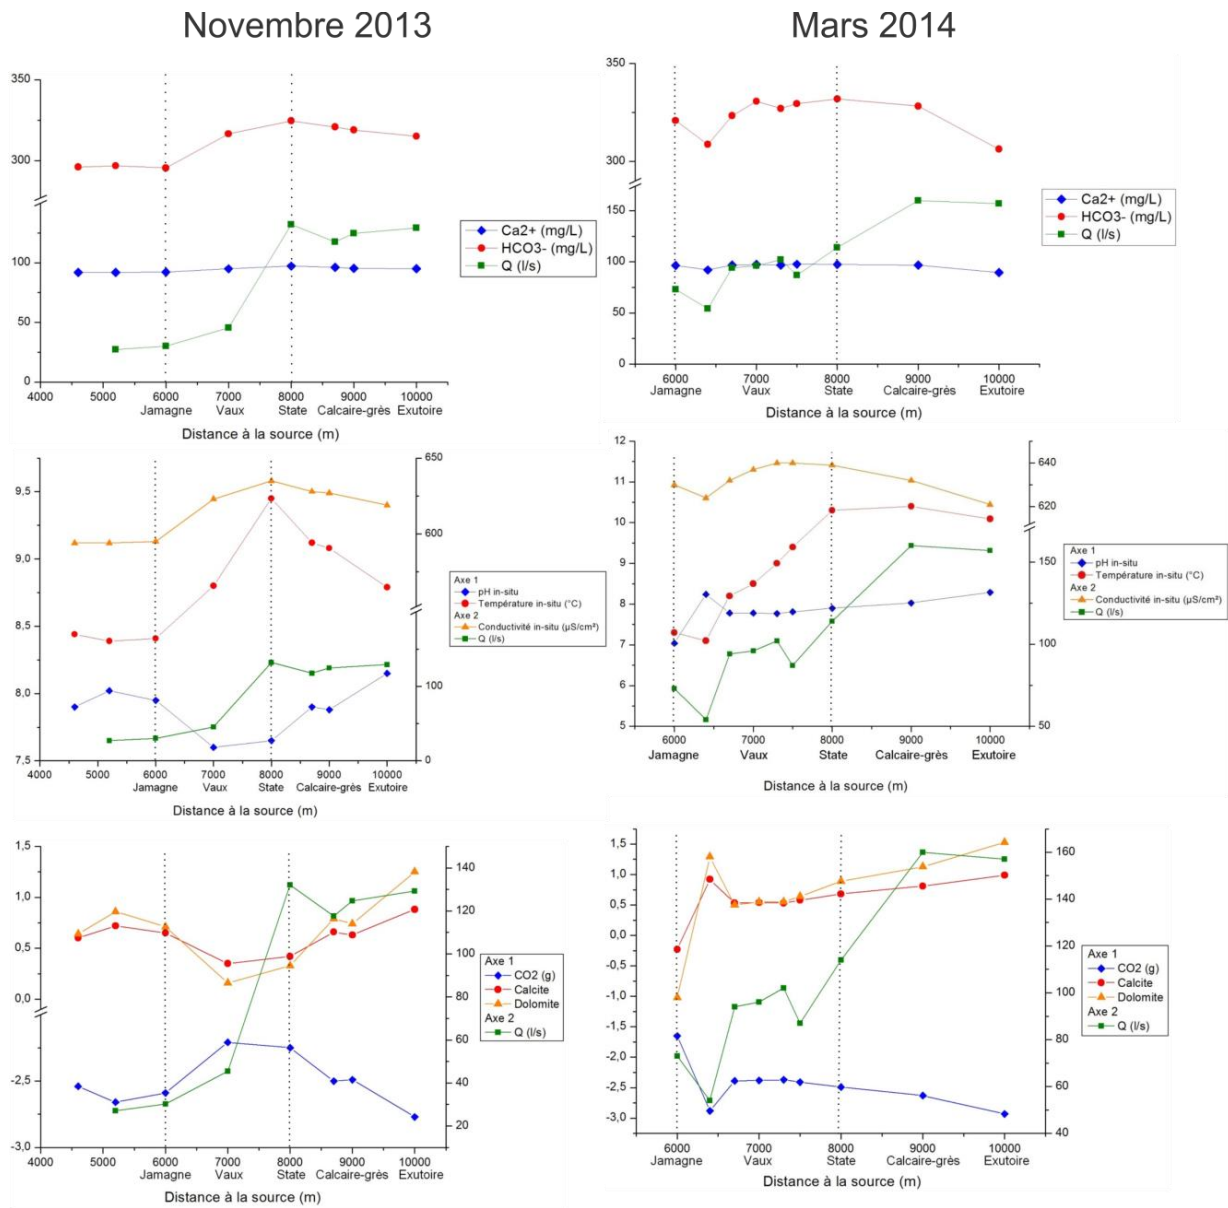 Novembre 2013
Mars 2014
350
300
100
50
0
4000 5000 6000 7000 8000 9000 10000
Jamagne Vaux State Calcaire-grès Exutoire
Distance à la source (m)
Ca2+ (mg/L)
HCO3- (mg/L)
Q (l/s)
350
300
150
100
50
0
6000 7000 8000 9000 10000
Jamagne Vaux State Calcaire-grès Exutoire
Distance à la source (m)
Ca2+ (mg/L)
HCO3- (mg/L)
Q (l/s)
9,5
9,0
8,5
8,0
7,5
650
600
100
0
4000 5000 6000 7000 8000 9000 10000
Jamagne Vaux State Calcaire-grès Exutoire
Distance à la source (m)
Axe 1
pH in-situ
Température in-situ (°C)
Axe 2
Conductivité in-situ (µS/cm²)
Q (l/s)
12
11
10
9
8
7
6
5
640
620
150
100
50
6000 7000 8000 9000 10000
Jamagne Vaux State Calcaire-grès Exutoire
Distance à la source (m)
Axe 1
pH in-situ
Température in-situ (°C)
Axe 2
Conductivité in-situ (µS/cm²)
Q (l/s)
1,5
1,0
0,5
0,0
-2,5
-3,0
140
120
100
80
60
40
20
4000 5000 6000 7000 8000 9000 10000
Jamagne Vaux State Calcaire-grès Exutoire
Distance à la source (m)
Axe 1
CO2 (g)
Calcite
Dolomite
Axe 2
Q (l/s)
1,5
1,0
0,5
0,0
-0,5
-1,0
-1,5
-2,0
-2,5
-3,0
160
140
120
100
80
60
40
6000 7000 8000 9000 10000
Jamagne Vaux State Calcaire-grès Exutoire
Distance à la source (m)
Axe 1
CO2 (g)
Calcite
Dolomite
Axe 2
Q (l/s)